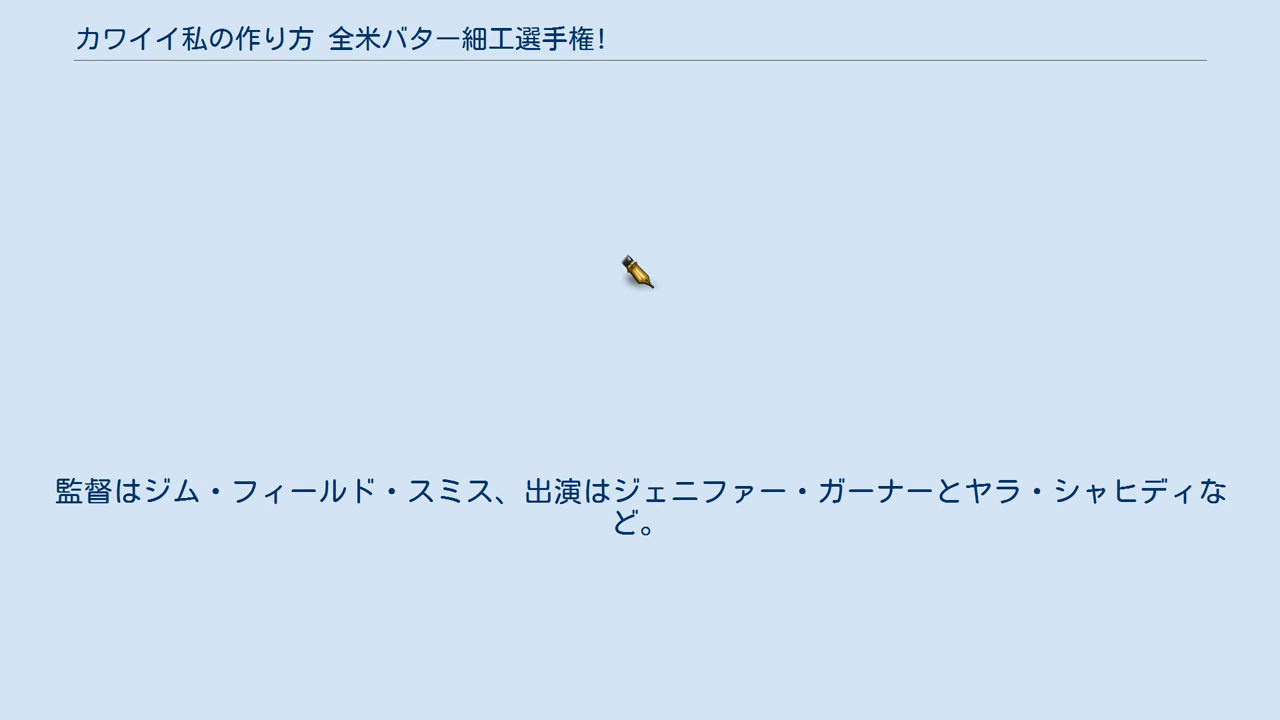 カワイイ私の作り方 全米バター細工選手権!
監督はジム・フィールド・スミス、出演はジェニファー・ガーナーとヤラ・シャヒディな
ど。